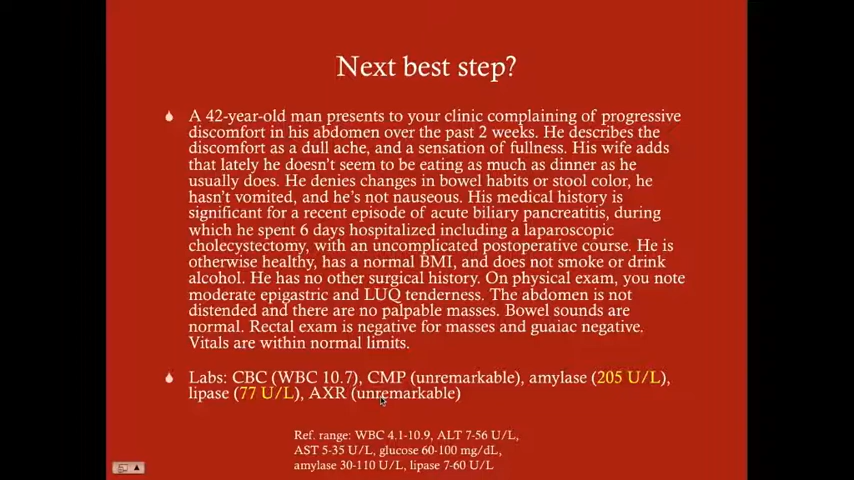 Next best step?
A 42-year-old man presents to your clinic complaining of progressive
discomfort in his abdomen over the past 2 weeks. He describes the
discomfort as a dull ache, and a sensation of fullness. His wife adds
that lately he doesn't seem to be eating as much as dinner as he
usually does. He denies changes in bowel habits or stool color, he
hasn't vomited, and he's not nauseous. His medical history is
significant for a recent episode of acute biliary pancreatitis, during
which he spent 6 days hospitalized including a laparoscopic
cholecystectomy, with an uncomplicated postoperative course. He is
otherwise healthy, has a normal BMI, and does not smoke or drink
alcohol. He has no other surgical history. On physical exam, you note
moderate epigastric and LUQ tenderness. The abdomen is not
distended and there are no palpable masses. Bowel sounds are
normal. Rectal exam is negative for masses and guaiac negative.
Vitals are within normal limits.
Labs: CBC (WBC 10.7), CMP (unremarkable), amylase (205 U/L),
lipase (77 U/L), AXR (unremarkable)
Ref. range: WBC 4.1-10.9, ALT 7-56 U/L,
AST 5-35 U/L, glucose 60-100 mg/dL,
amylase 30-110 U/L, lipase 7-60 U/L